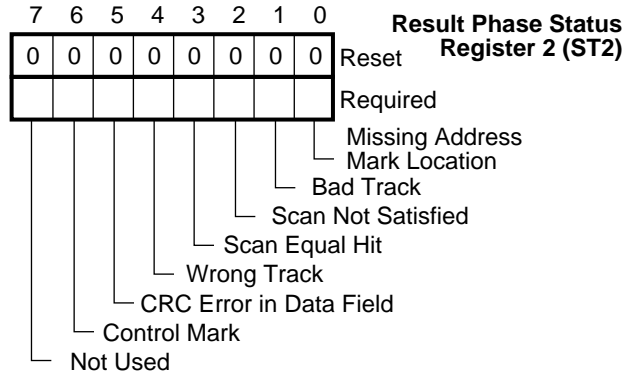 7 6 5 4 3 2 1 0
Result Phase Status
Register 2 (ST2)
0 0 0 0 0 0 0 0 Reset
Required
Missing Address
Mark Location
Bad Track
Scan Not Satisfied
Scan Equal Hit
Wrong Track
CRC Error in Data Field
Control Mark
Not Used